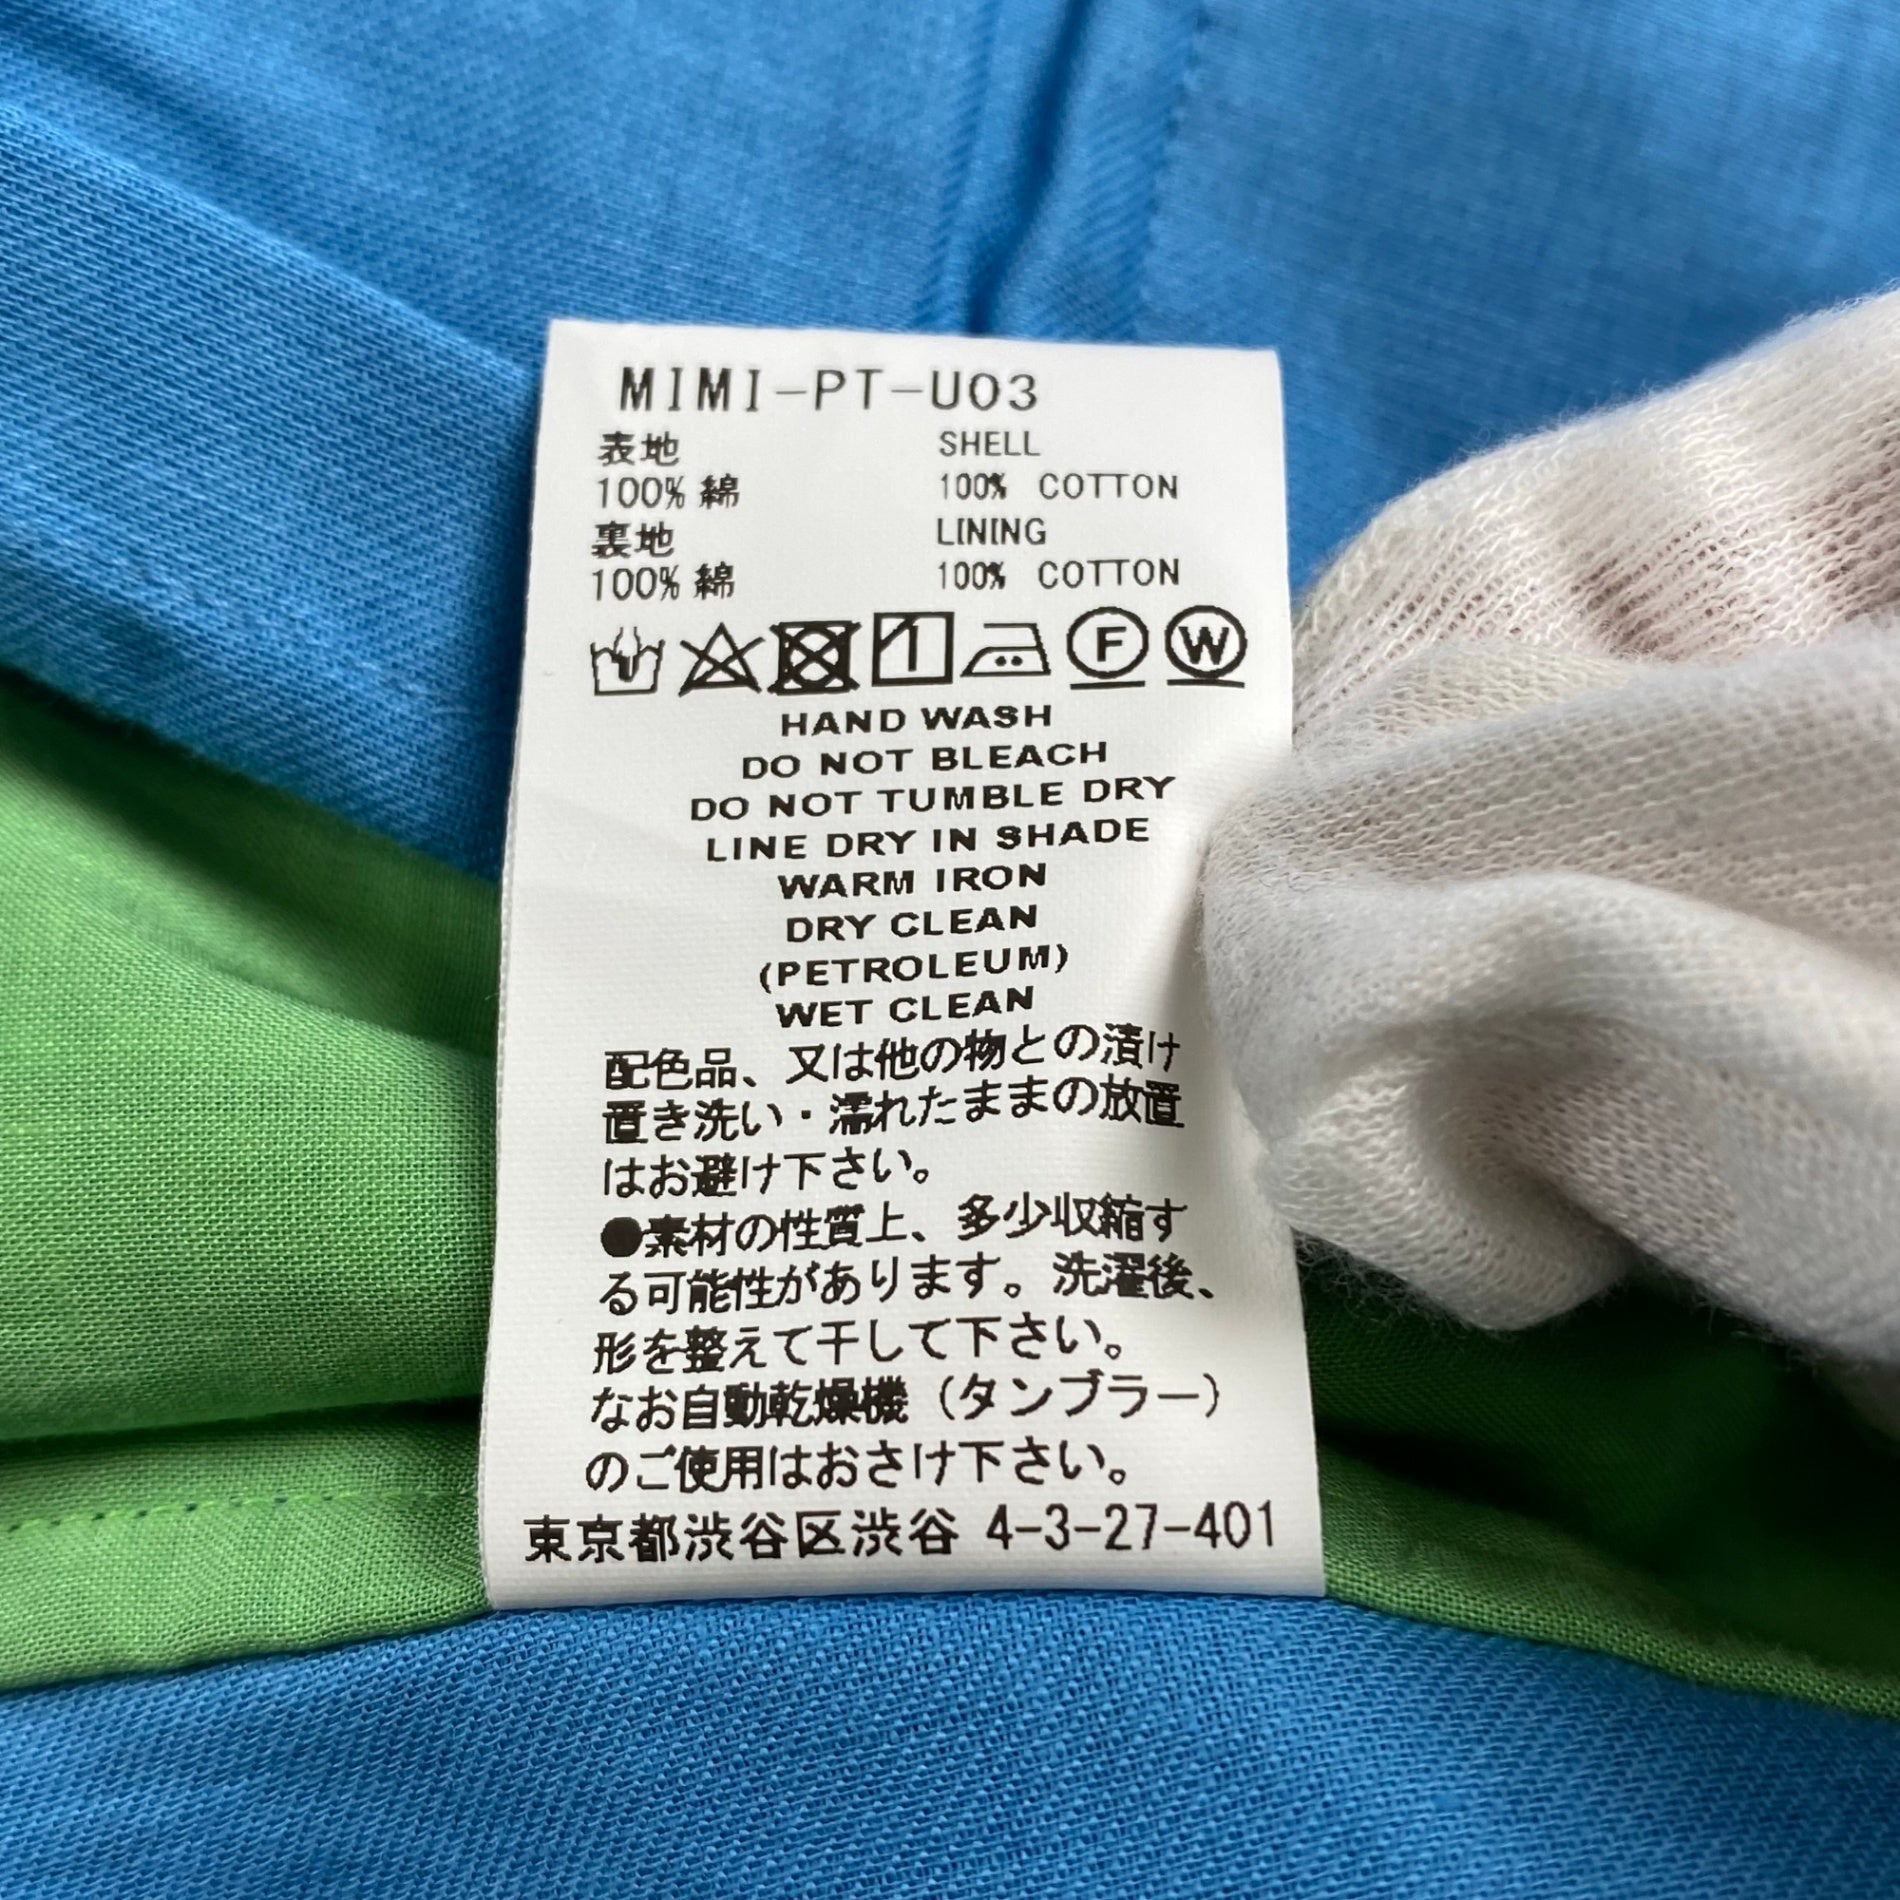 MIMI-PT-U03
表地 SHELL
100% 綿 100% COTTON
裏地 LINING
100% 綿 100% COTTON
F W
HAND WASH
DO NOT BLEACH
DO NOT TUMBLE DRY
LINE DRY IN SHADE
WARM IRON
DRY CLEAN
(PETROLEUM)
WET CLEAN
配色品、又は他の物との漬け
置き洗い・濡れたままの放置
はお避け下さい。
●素材の性質上、多少収縮す
る可能性があります。洗濯後、
形を整えて干して下さい。
なお自動乾燥機（タンブラー）
のご使用はおさけ下さい。
東京都渋谷区渋谷 4-3-27-401